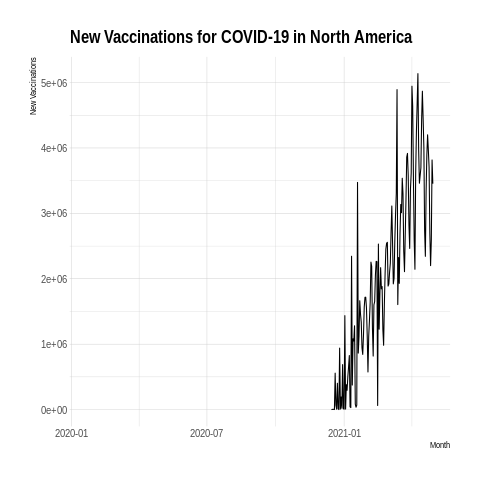 New Vaccinations for COVID-19 in North America
New Vaccinations
5e+06
4e+06
3e+06
2e+06
1e+06
0e+00
2020-01
2020-07
2021-01
Month